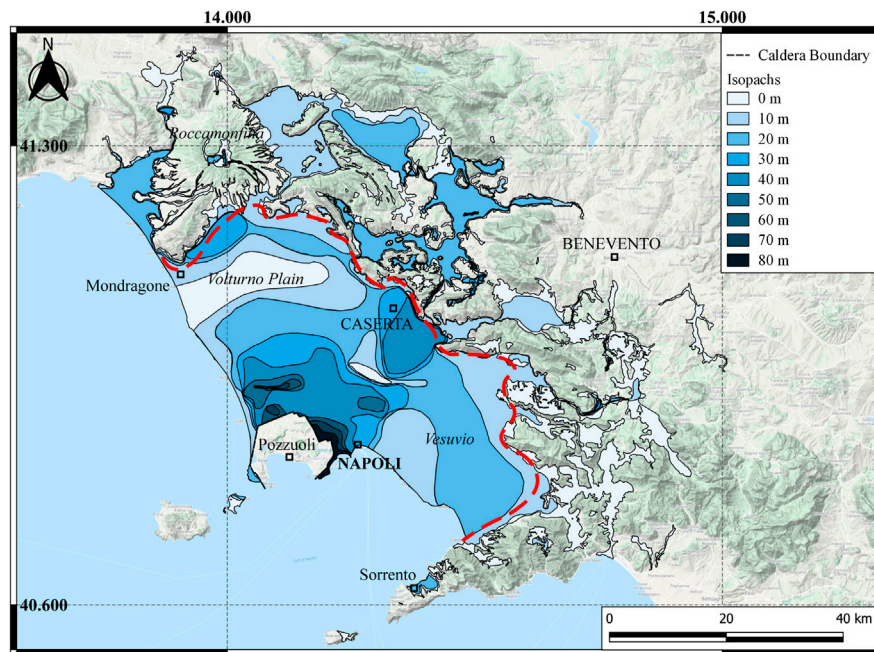 14.000
15.000
N
Caldera Boundary
Isopachs
0 m
10 m
20 m
30 m
40 m
50 m
60 m
70 m
80 m
Roccamonfina
41.300
BENEVENTO
Mondragone
Volturno Plain
CASERTA
Vesuvio
Pozzuoli
NAPOLI
Sorrento
40.600
0 20 40 km